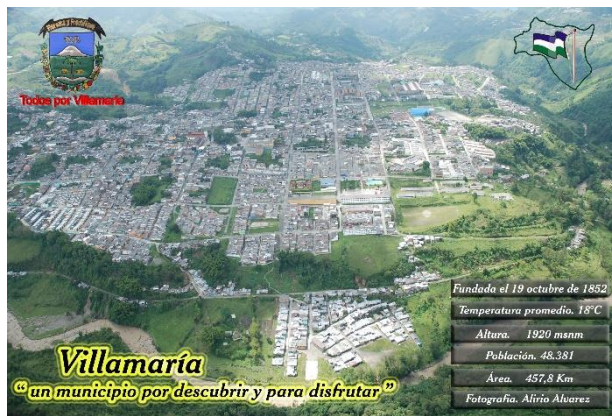 Todos por Villamaría
Fundada el 19 octubre de 1852
Temperatura promedio. 18°C
Altura. 1920 msnm
Población. 48.381
Área. 457,8 Km
Fotografía. Alirio Alvarez
Villamaría
“ un municipio por descubrir y para disfrutar ”